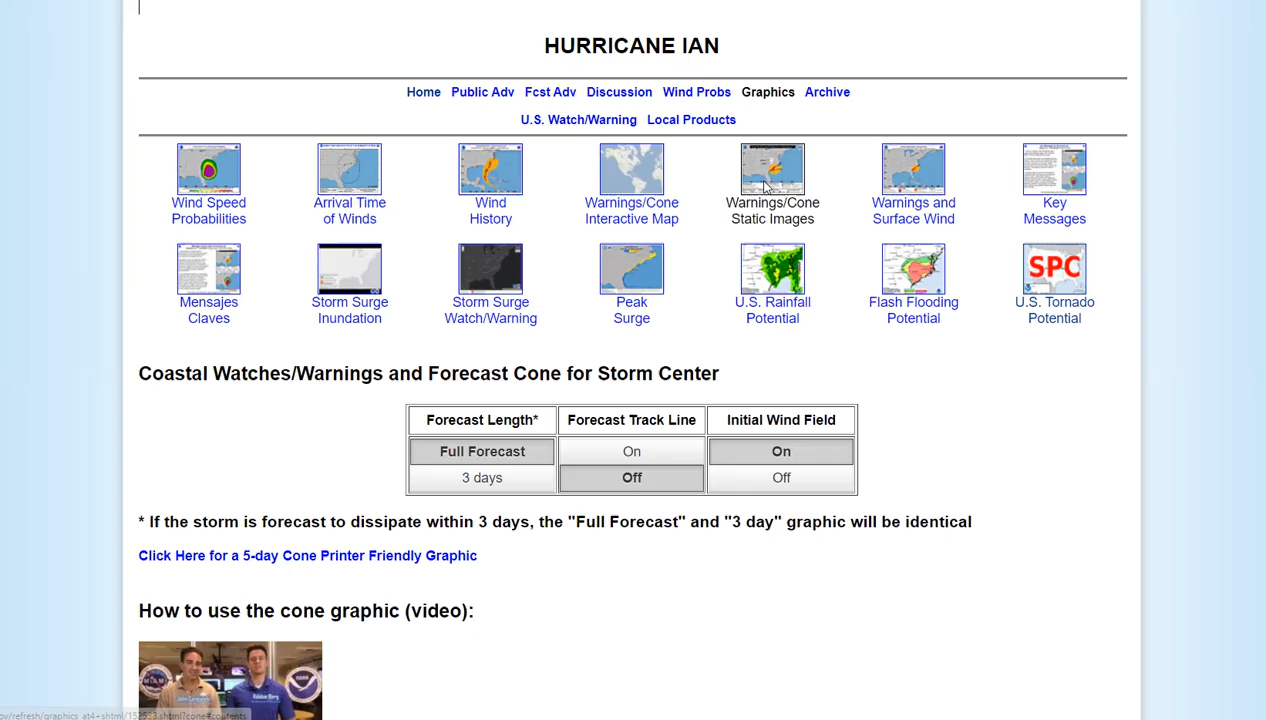 HURRICANE IAN
Home Public Adv Fcst Adv Discussion Wind Probs Graphics Archive
U.S. Watch/Warning Local Products
Wind Speed Probabilities
Arrival Time of Winds
Wind History
Warnings/Cone Interactive Map
Warnings/Cone Static Images
Warnings and Surface Wind
Key Messages
SPC
Mensajes Claves
Storm Surge Inundation
Storm Surge Watch/Warning
Peak Surge
U.S. Rainfall Potential
Flash Flooding Potential
U.S. Tornado Potential
Coastal Watches/Warnings and Forecast Cone for Storm Center
Forecast Length* Forecast Track Line Initial Wind Field
Full Forecast On On
3 days Off Off
* If the storm is forecast to dissipate within 3 days, the "Full Forecast" and "3 day" graphic will be identical
Click Here for a 5-day Cone Printer Friendly Graphic
How to use the cone graphic (video):